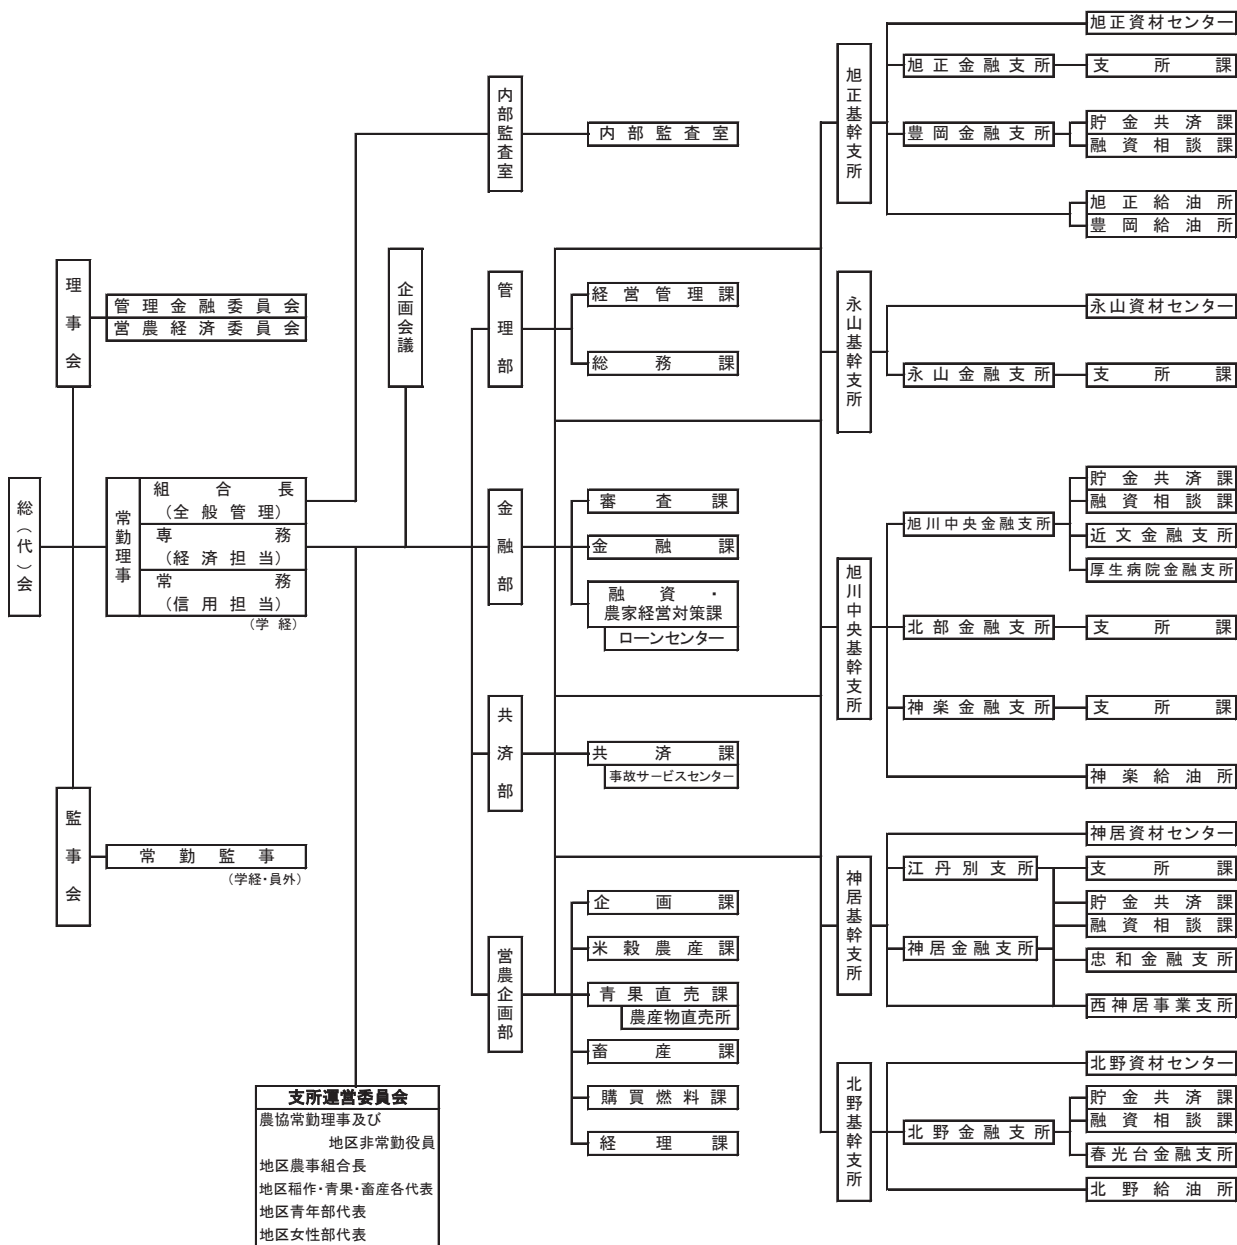 総（代）会
理事会
管理金融委員会
営農経済委員会
常勤理事
組合長
（全般管理）
専務
（経済担当）
常務
（信用担当）
（学経）
監事会
常勤監事
（学経・員外）
企画会議
支所運営委員会
農協常勤理事及び
地区非常勤役員
地区農事組合長
地区稲作・青果・畜産各代表
地区青年部代表
地区女性部代表
内部監査室
内部監査室
管理部
経営管理課
総務課
金融部
審査課
金融課
融資・
農家経営対策課
ローンセンター
共済部
共済課
事故サービスセンター
営農企画部
企画課
米穀農産課
青果直売課
農産物直売所
畜産課
購買燃料課
経理課
旭正基幹支所
旭正資材センター
旭正金融支所
支所課
豊岡金融支所
貯金共済課
融資相談課
旭正給油所
豊岡給油所
永山基幹支所
永山資材センター
永山金融支所
支所課
旭川中央基幹支所
旭川中央金融支所
貯金共済課
融資相談課
近文金融支所
厚生病院金融支所
北部金融支所
支所課
神楽金融支所
支所課
神楽給油所
神居基幹支所
神居資材センター
江丹別支所
支所課
神居金融支所
貯金共済課
融資相談課
忠和金融支所
西神居事業支所
北野基幹支所
北野資材センター
北野金融支所
貯金共済課
融資相談課
春光台金融支所
北野給油所